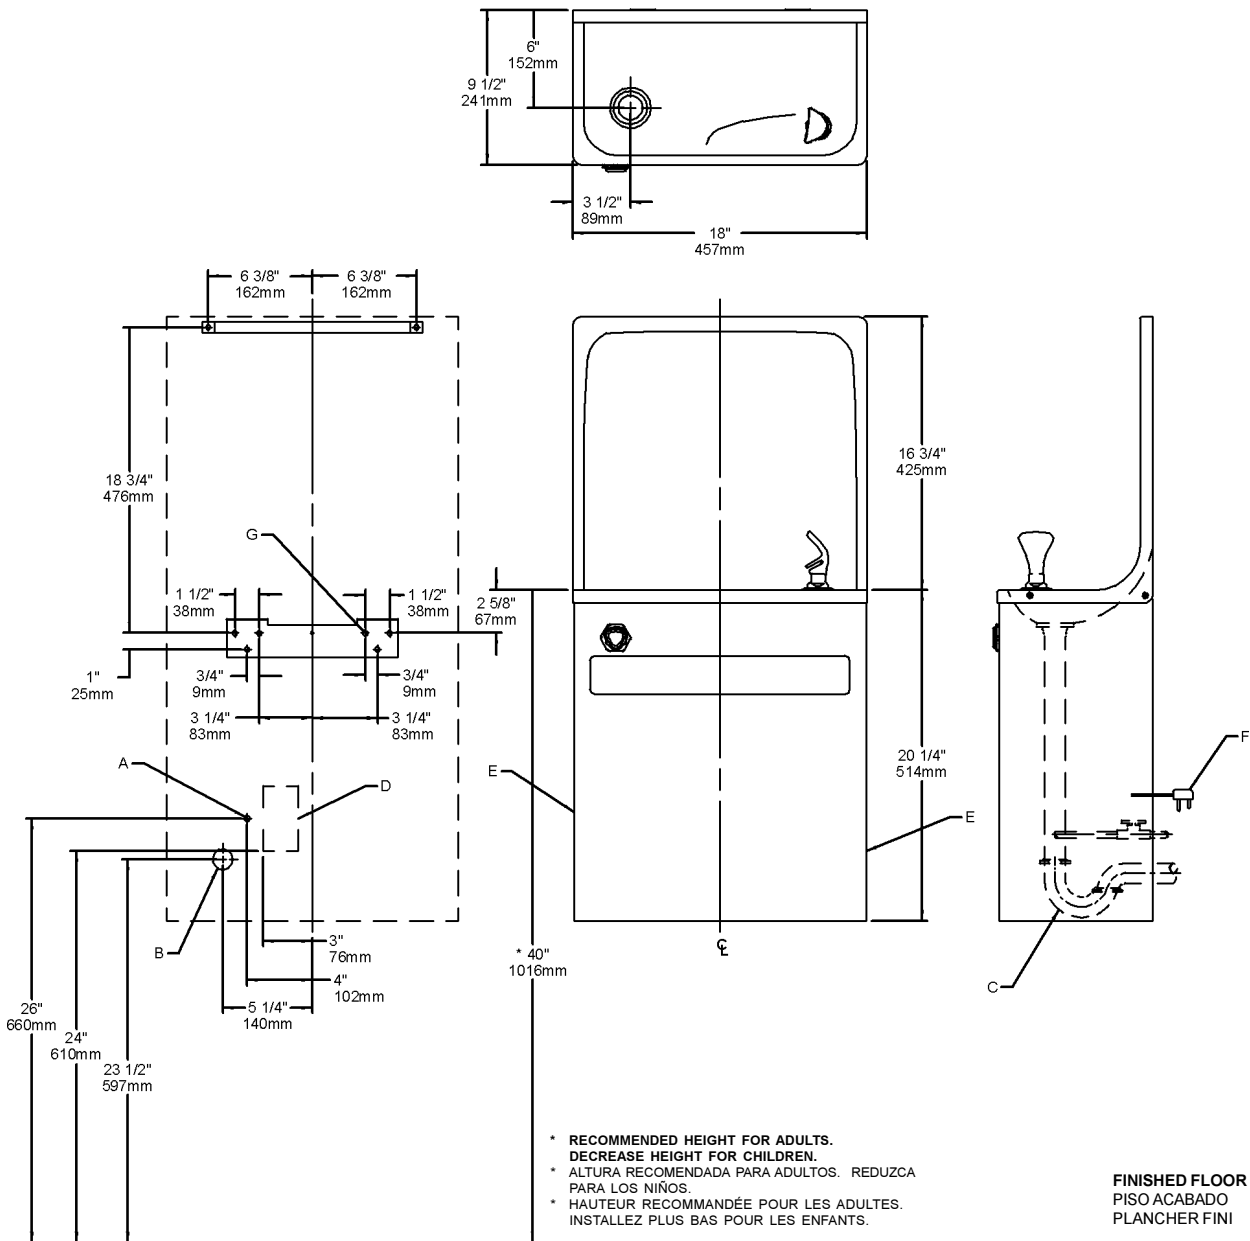 6"
152mm
9 1/2"
241mm
3 1/2"
89mm
18"
457mm
6 3/8"
162mm
6 3/8"
162mm
18 3/4"
476mm
16 3/4"
425mm
G
1 1/2"
38mm
1 1/2"
38mm
2 5/8"
67mm
1"
25mm
3/4"
9mm
3/4"
9mm
3 1/4"
83mm
3 1/4"
83mm
A
D
E
20 1/4"
514mm
F
E
B
3"
76mm
4"
102mm
5 1/4"
140mm
* 40"
1016mm
℄
C
26"
660mm
24"
610mm
23 1/2"
597mm
* RECOMMENDED HEIGHT FOR ADULTS.
DECREASE HEIGHT FOR CHILDREN.
* ALTURA RECOMENDADA PARA ADULTOS. REDUZCA
PARA LOS NIÑOS.
* HAUTEUR RECOMMANDÉE POUR LES ADULTES.
INSTALLEZ PLUS BAS POUR LES ENFANTS.
FINISHED FLOOR
PISO ACABADO
PLANCHER FINI